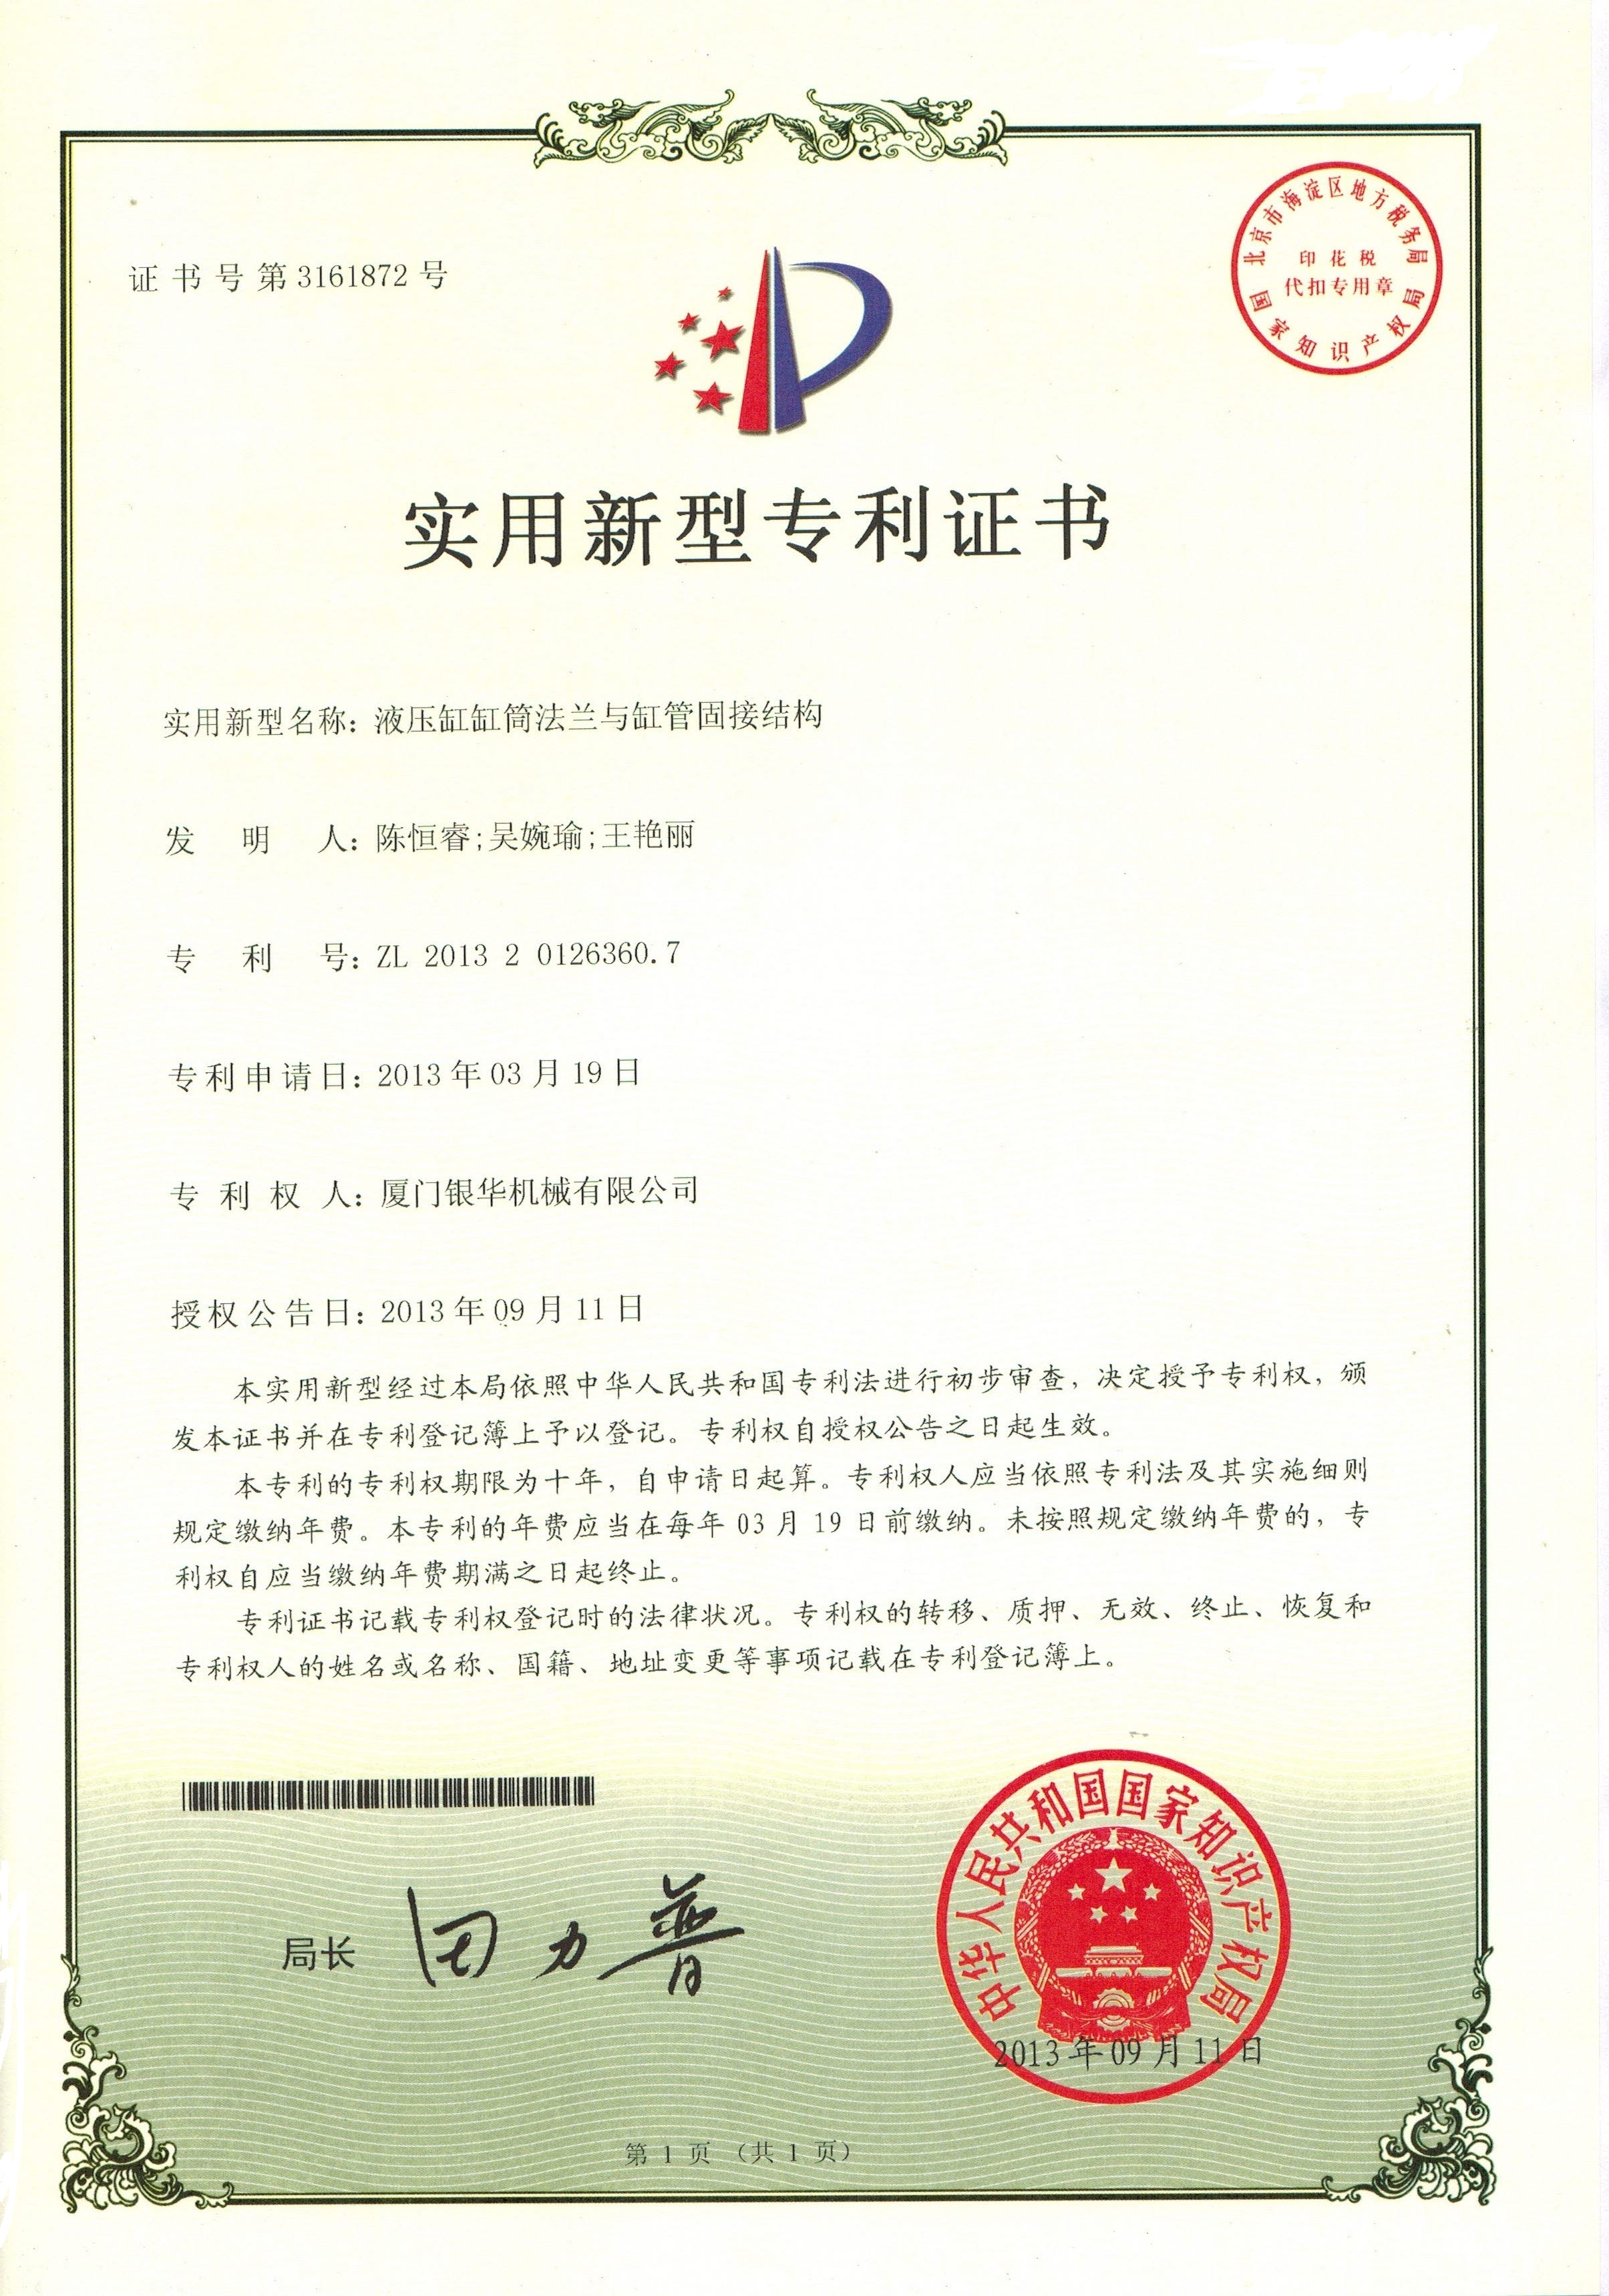 北京市海淀区地方税务局
印花税
代扣专用章
国家知识产权局
证书号第3161872号
实用新型专利证书
实用新型名称：液压缸缸筒法兰与缸管固接结构
发明人：陈恒睿;吴婉瑜;王艳丽
专利号：ZL 2013 2 0126360.7
专利申请日：2013年03月19日
专利权人：厦门银华机械有限公司
授权公告日：2013年09月11日
本实用新型经过本局依照中华人民共和国专利法进行初步审查，决定授予专利权，颁
发本证书并在专利登记簿上予以登记。专利权自授权公告之日起生效。
本专利的专利权期限为十年，自申请日起算。专利权人应当依照专利法及其实施细则
规定缴纳年费。本专利的年费应当在每年03月19日前缴纳。未按照规定缴纳年费的，专
利权自应当缴纳年费期满之日起终止。
专利证书记载专利权登记时的法律状况。专利权的转移、质押、无效、终止、恢复和
专利权人的姓名或名称、国籍、地址变更等事项记载在专利登记簿上。
局长 田力普
中华人民共和国国家知识产权局
2013年09月11日
第 1 页 （共 1 页）